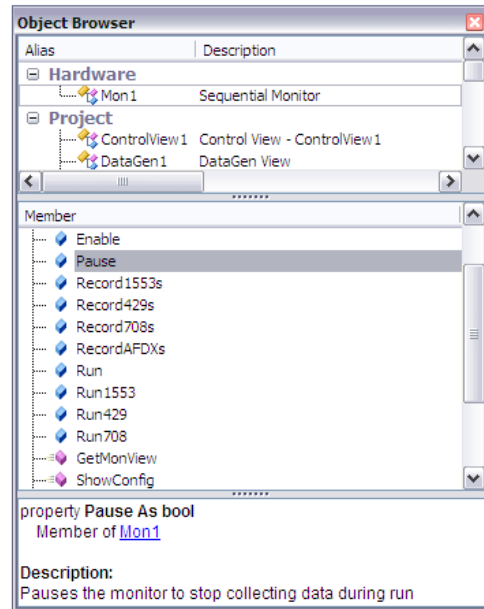 Object Browser
Alias Description
Hardware
Mon1 Sequential Monitor
Project
ControlView1 Control View - ControlView1
DataGen1 DataGen View
Member
Enable
Pause
Record1553s
Record429s
Record708s
RecordAFDXs
Run
Run1553
Run429
Run708
GetMonView
ShowConfig
property Pause As bool
Member of Mon1
Description:
Pauses the monitor to stop collecting data during run